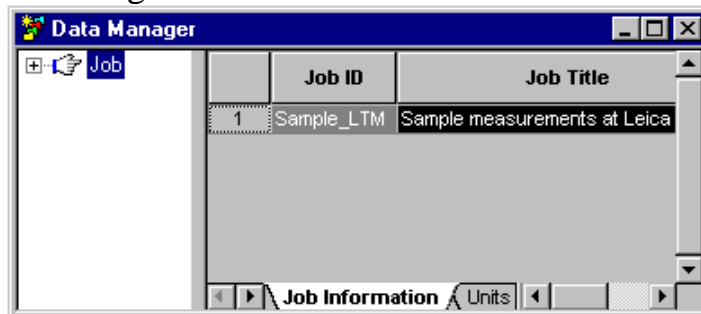 Data Manager
Job
Job ID Job Title
1 Sample_LTM Sample measurements at Leica
Job Information Units